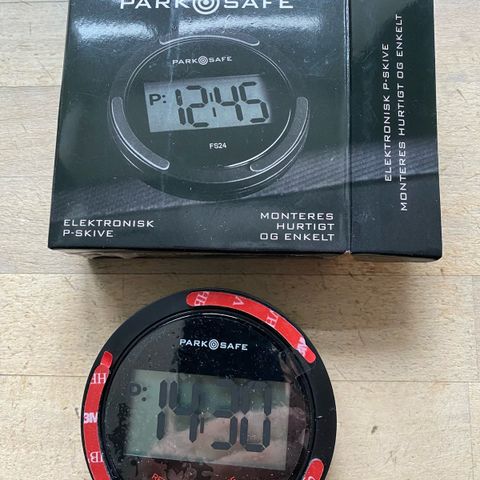 PARK SAFE
PARK SAFE
P: 12:45
FS24
ELEKTRONISK
P-SKIVE
MONTERES
HURTIGT
OG ENKELT
ELEKTRONISK P-SKIVE
MONTERES HURTIGT OG ENKELT
PARK SAFE
P: 14:30
3M